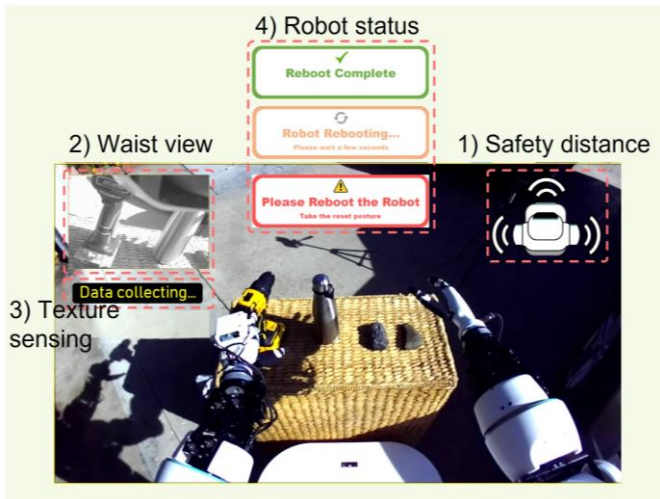 4) Robot status
Reboot Complete
Robot Rebooting...
Please wait a few seconds
2) Waist view
1) Safety distance
Please Reboot the Robot
Take the reset posture
Data collecting...
3) Texture
sensing